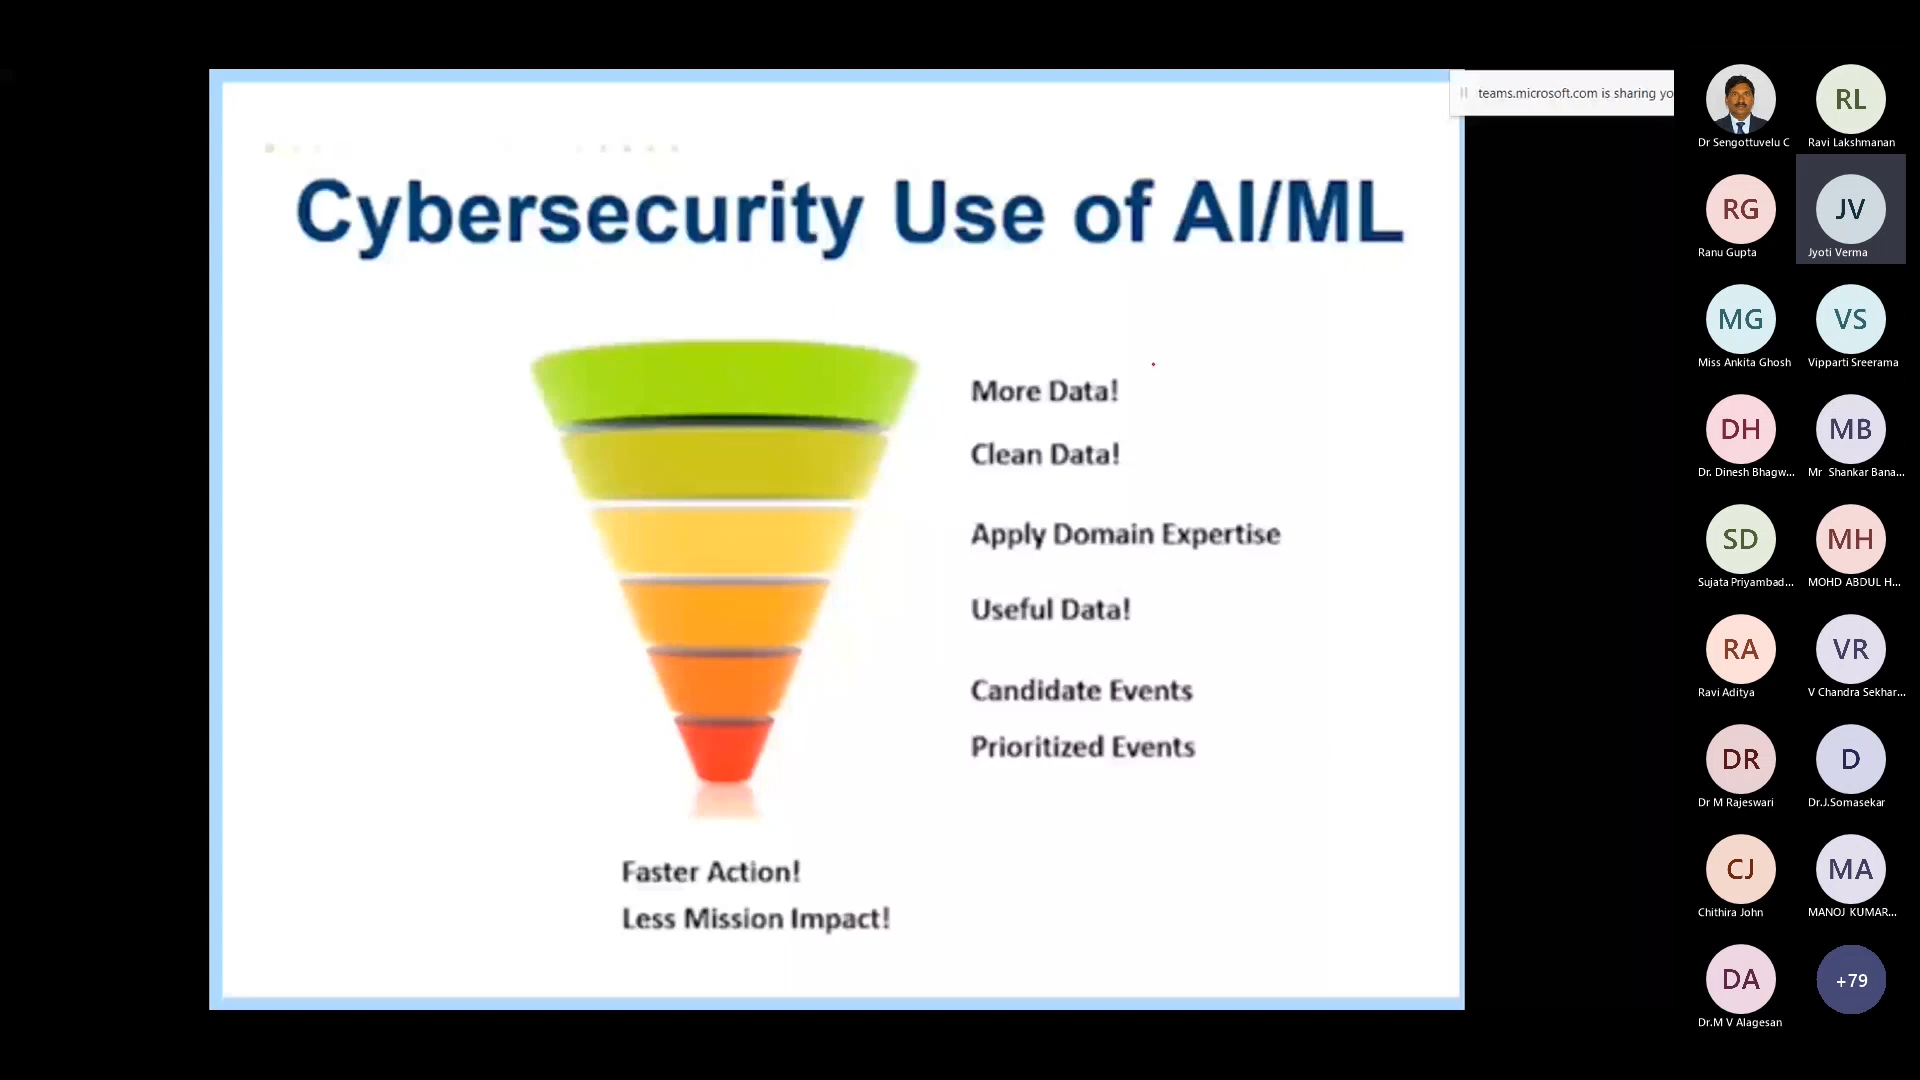 teams.microsoft.com is sharing yo
Cybersecurity Use of AI/ML
More Data!
Clean Data!
Apply Domain Expertise
Useful Data!
Candidate Events
Prioritized Events
Faster Action!
Less Mission Impact!
Dr Sengottuvelu C
RL
Ravi Lakshmanan
RG
Ranu Gupta
JV
Jyoti Verma
MG
Miss Ankita Ghosh
VS
Vipparti Sreerama
DH
Dr. Dinesh Bhagw...
MB
Mr Shankar Bana...
SD
Sujata Priyambad...
MH
MOHD ABDUL H...
RA
Ravi Aditya
VR
V Chandra Sekhar...
DR
Dr M Rajeswari
D
Dr.J.Somasekar
CJ
Chithira John
MA
MANOJ KUMAR...
DA
Dr.M V Alagesan
+79